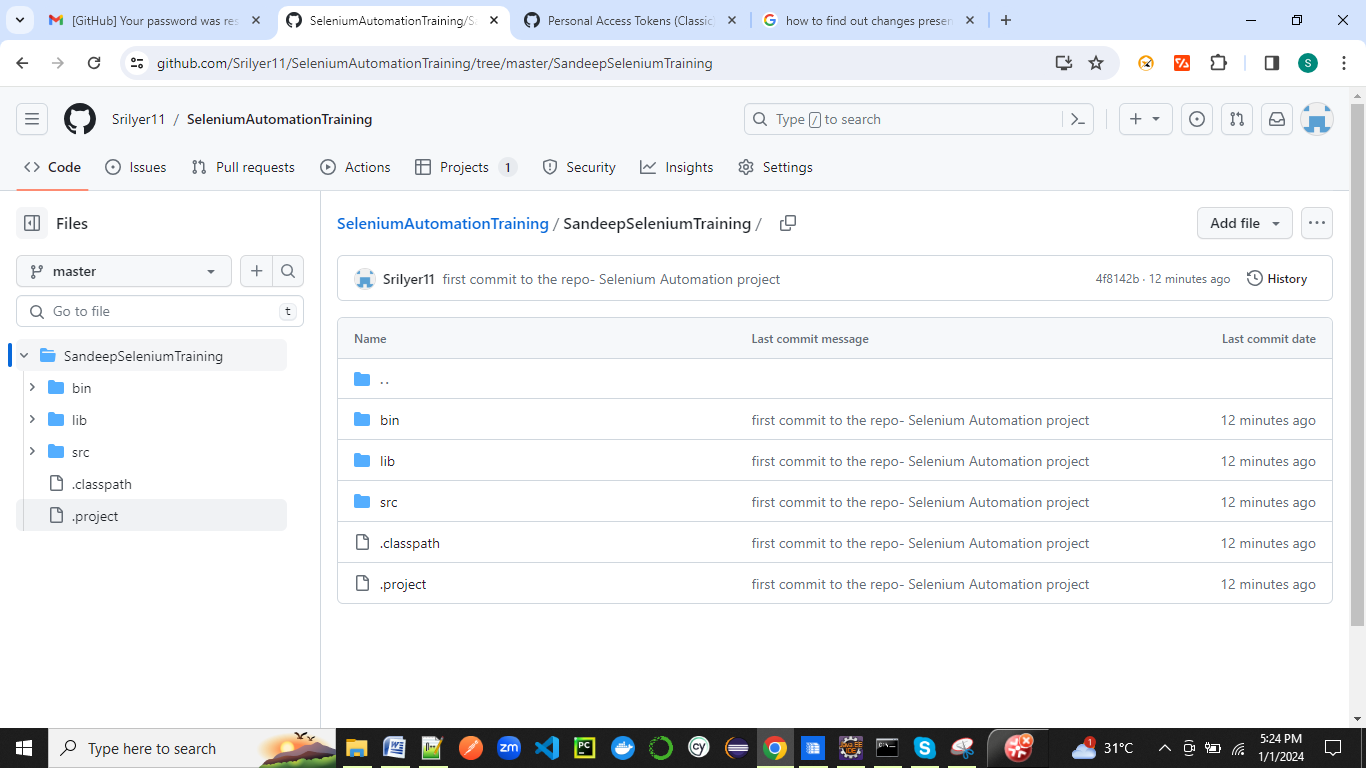 [GitHub] Your password was res
SeleniumAutomationTraining/Sa
Personal Access Tokens (Classic
how to find out changes presen
github.com/Srilyer11/SeleniumAutomationTraining/tree/master/SandeepSeleniumTraining
S
Srilyer11 / SeleniumAutomationTraining
Type / to search
Code
Issues
Pull requests
Actions
Projects 1
Security
Insights
Settings
Files
master
Go to file
t
SandeepSeleniumTraining
bin
lib
src
.classpath
.project
SeleniumAutomationTraining / SandeepSeleniumTraining /
Add file
Srilyer11 first commit to the repo- Selenium Automation project
4f8142b · 12 minutes ago
History
Name Last commit message Last commit date
..
bin first commit to the repo- Selenium Automation project 12 minutes ago
lib first commit to the repo- Selenium Automation project 12 minutes ago
src first commit to the repo- Selenium Automation project 12 minutes ago
.classpath first commit to the repo- Selenium Automation project 12 minutes ago
.project first commit to the repo- Selenium Automation project 12 minutes ago
Type here to search
zm
PC
cy
31°C
5:24 PM
1/1/2024